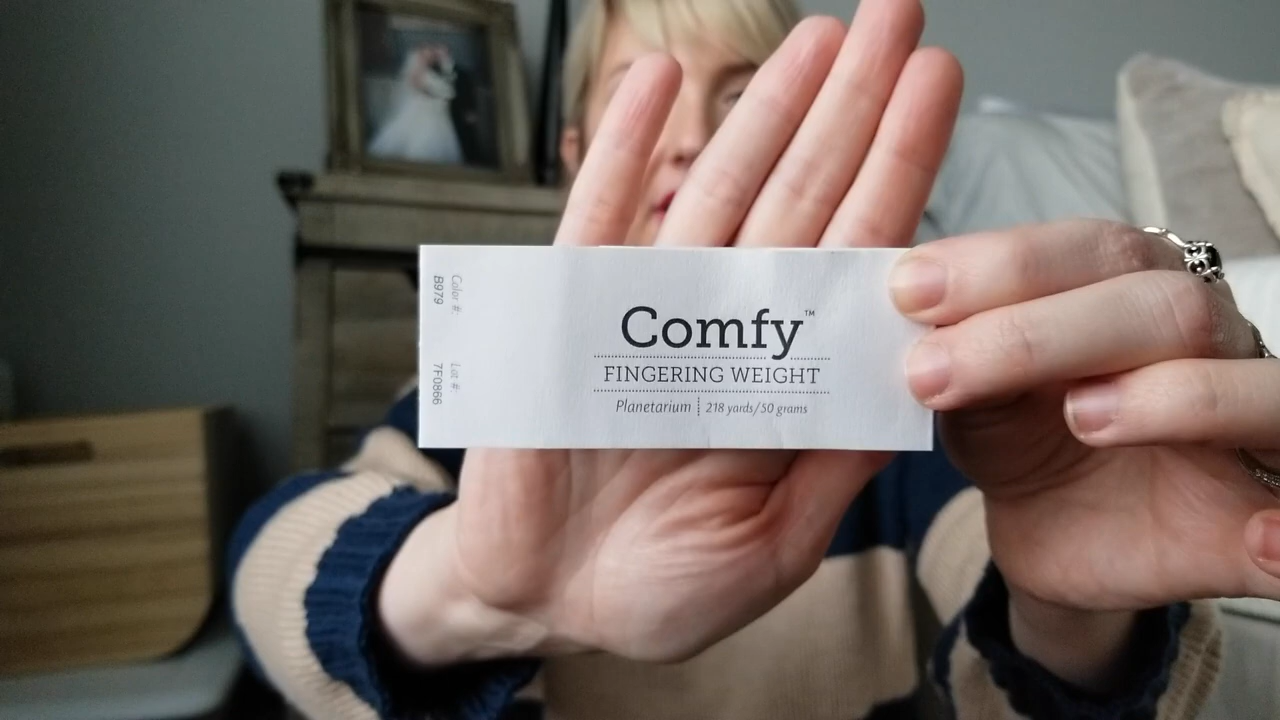 Color #:
B979
Lot #:
7F0866
Comfy™
FINGERING WEIGHT
Planetarium | 218 yards/50 grams